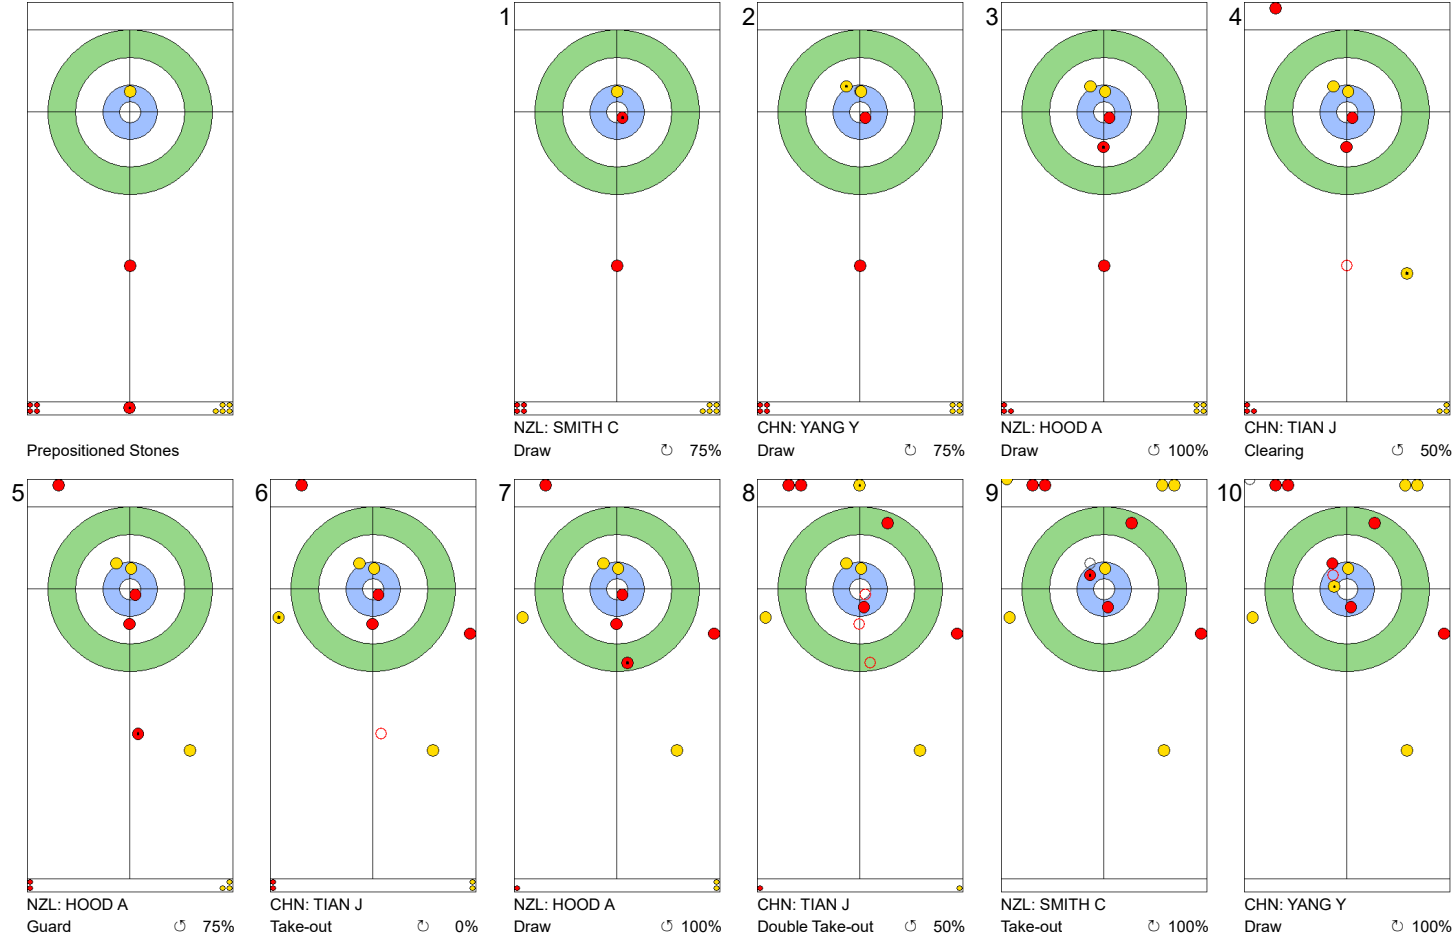 Prepositioned Stones
1
NZL: SMITH C
Draw ↻ 75%
2
CHN: YANG Y
Draw ↻ 75%
3
NZL: HOOD A
Draw ↺ 100%
4
CHN: TIAN J
Clearing ↺ 50%
5
NZL: HOOD A
Guard ↺ 75%
6
CHN: TIAN J
Take-out ↻ 0%
7
NZL: HOOD A
Draw ↺ 100%
8
CHN: TIAN J
Double Take-out ↺ 50%
9
NZL: SMITH C
Take-out ↻ 100%
10
CHN: YANG Y
Draw ↻ 100%